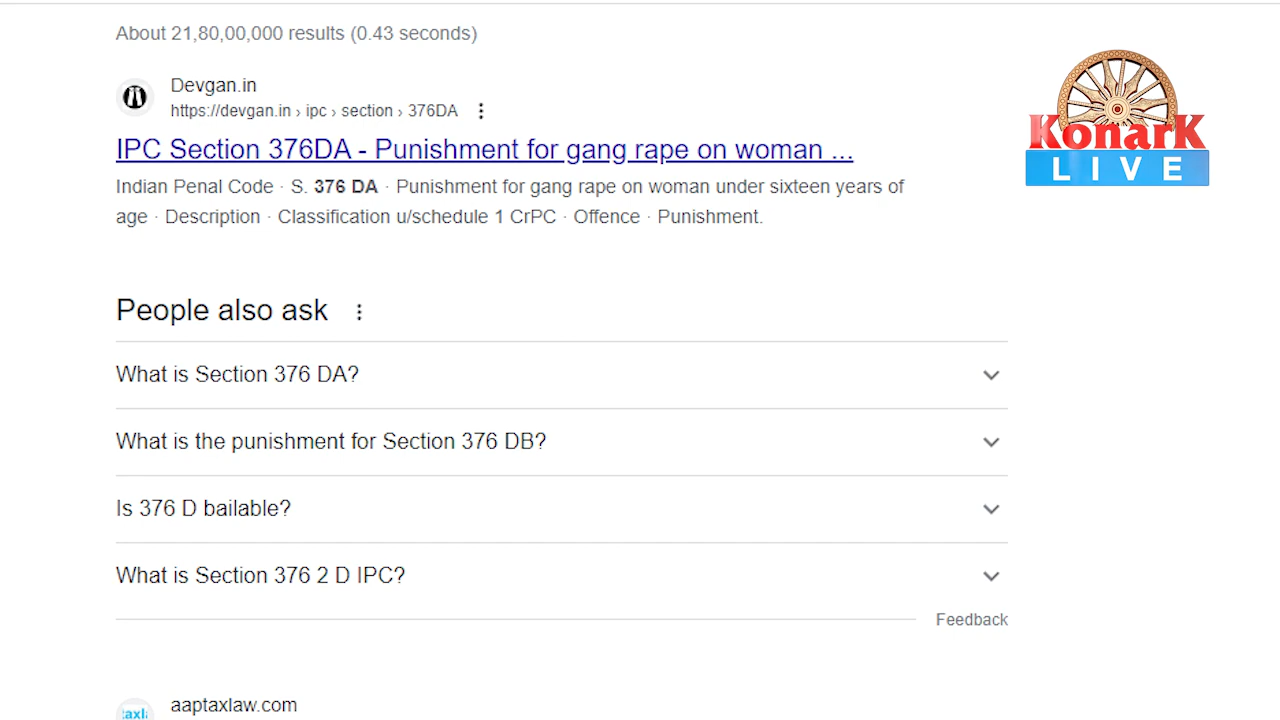 About 21,80,00,000 results (0.43 seconds)
Devgan.in
https://devgan.in › ipc › section › 376DA
IPC Section 376DA - Punishment for gang rape on woman ...
Indian Penal Code · S. 376 DA · Punishment for gang rape on woman under sixteen years of
age · Description · Classification u/schedule 1 CrPC · Offence · Punishment.
KonarK
LIVE
People also ask
What is Section 376 DA?
What is the punishment for Section 376 DB?
Is 376 D bailable?
What is Section 376 2 D IPC?
Feedback
aaptaxlaw.com